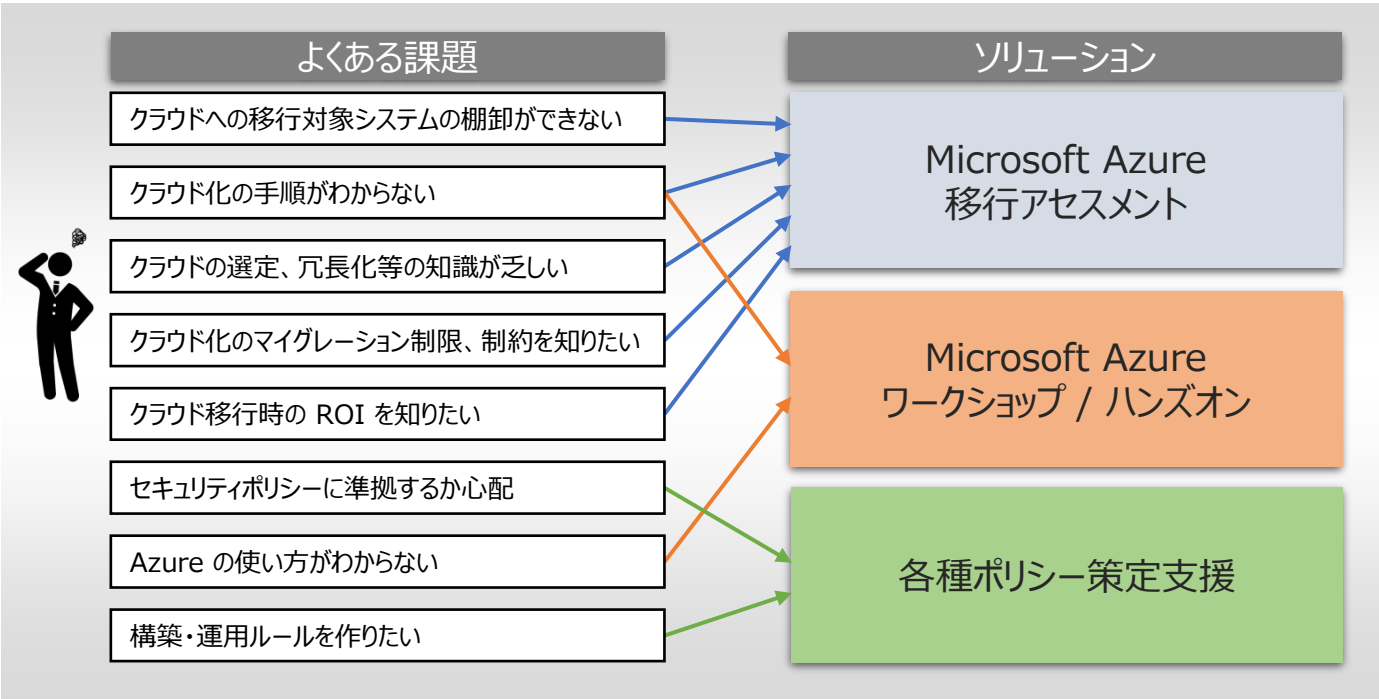 よくある課題
クラウドへの移行対象システムの棚卸ができない
クラウド化の手順がわからない
クラウドの選定、冗長化等の知識が乏しい
クラウド化のマイグレーション制限、制約を知りたい
クラウド移行時の ROI を知りたい
セキュリティポリシーに準拠するか心配
Azure の使い方がわからない
構築・運用ルールを作りたい
ソリューション
Microsoft Azure
移行アセスメント
Microsoft Azure
ワークショップ / ハンズオン
各種ポリシー策定支援